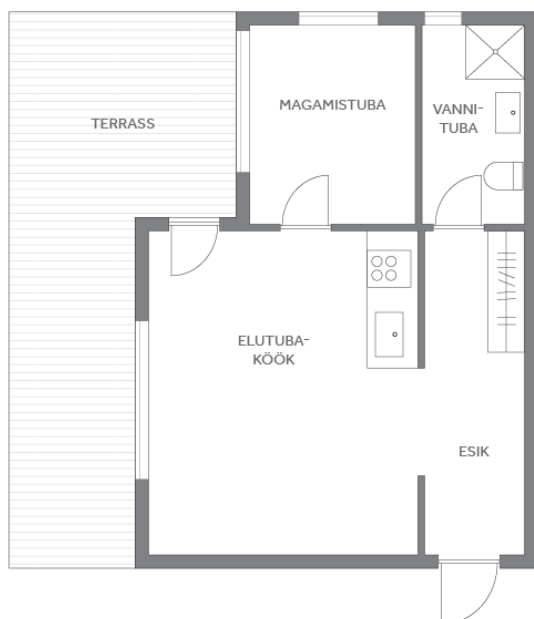 TERRASS
MAGAMISTUBA
VANNI-
TUBA
ELUTUBA-
KÖÖK
ESIK